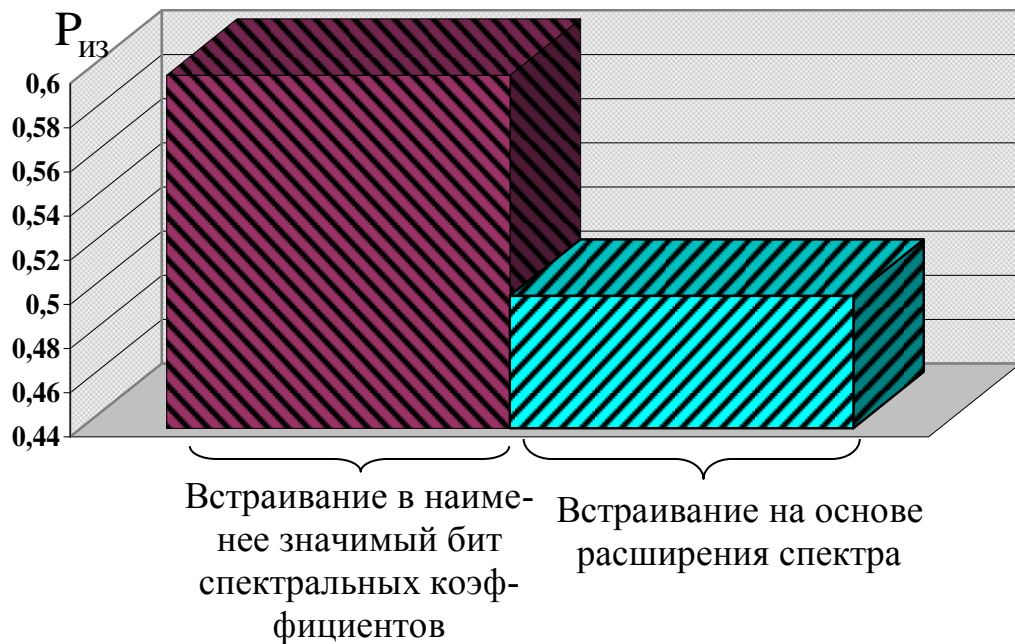 Pиз
0,6
0,58
0,56
0,54
0,52
0,5
0,48
0,46
0,44
Встраивание в наиме-
нее значимый бит
спектральных коэф-
фициентов
Встраивание на основе
расширения спектра